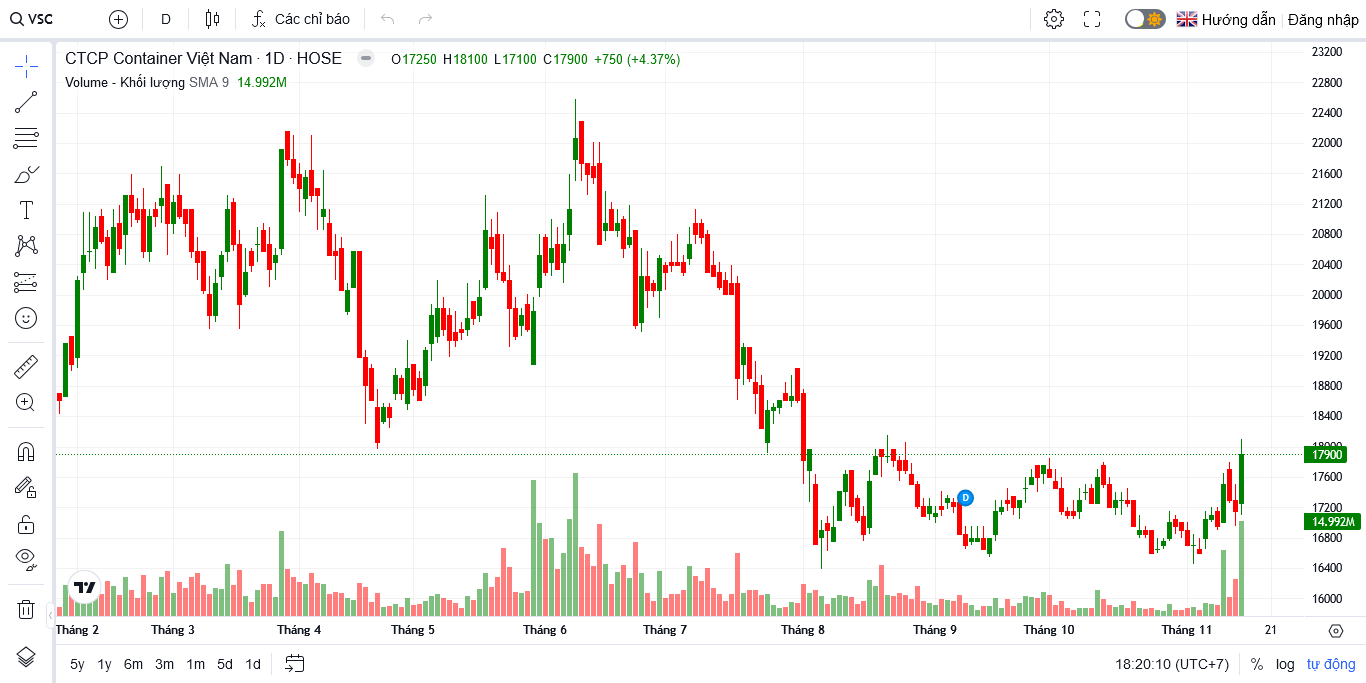 VSC D Các chỉ báo Hướng dẫn Đăng nhập
CTCP Container Việt Nam · 1D · HOSE O17250 H18100 L17100 C17900 +750 (+4.37%)
Volume - Khối lượng SMA 9 14.992M
23200
22800
22400
22000
21600
21200
20800
20400
20000
19600
19200
18800
18400
18000
17900
17600
17200
14.992M
16800
16400
16000
D
Tháng 2 Tháng 3 Tháng 4 Tháng 5 Tháng 6 Tháng 7 Tháng 8 Tháng 9 Tháng 10 Tháng 11 21
5y 1y 6m 3m 1m 5d 1d 18:20:10 (UTC+7) % log tự động